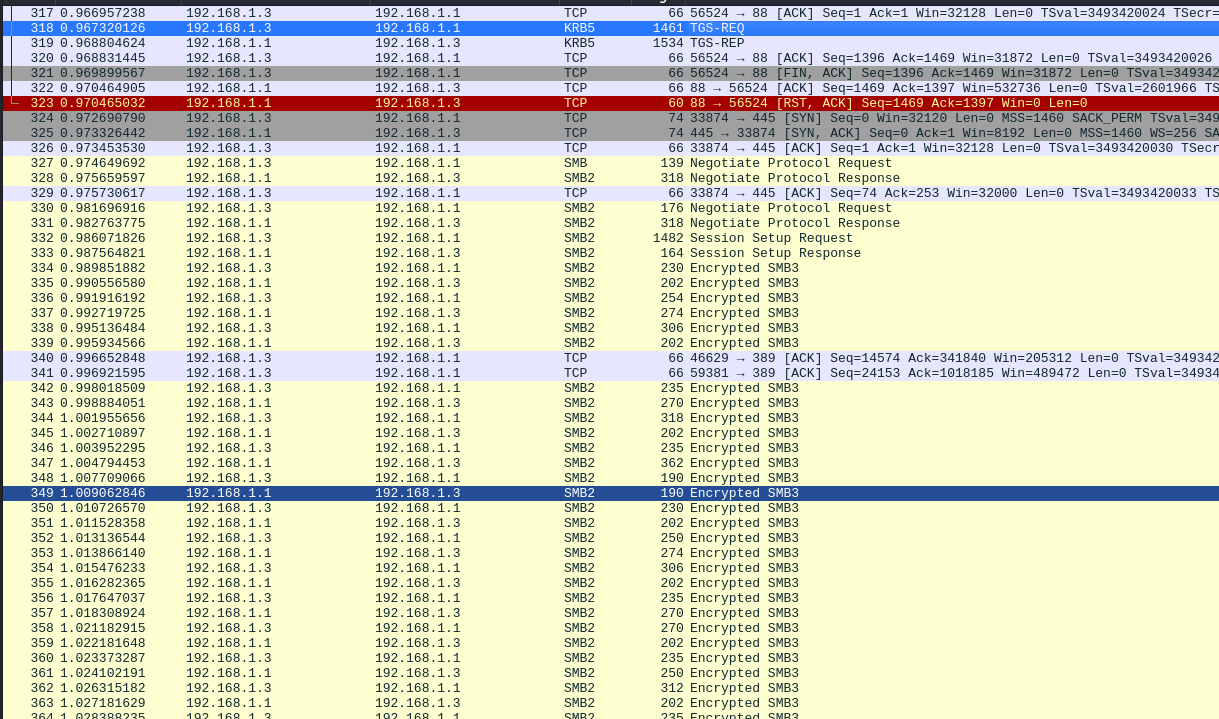 317 0.966957238 192.168.1.3 192.168.1.1 TCP 66 56524 → 88 [ACK] Seq=1 Ack=1 Win=32128 Len=0 TSval=3493420024 TSecr=
318 0.967320126 192.168.1.3 192.168.1.1 KRB5 1461 TGS-REQ
319 0.968804624 192.168.1.1 192.168.1.3 KRB5 1534 TGS-REP
320 0.968831445 192.168.1.3 192.168.1.1 TCP 66 56524 → 88 [ACK] Seq=1396 Ack=1469 Win=31872 Len=0 TSval=3493420026
321 0.969899567 192.168.1.3 192.168.1.1 TCP 66 56524 → 88 [FIN, ACK] Seq=1396 Ack=1469 Win=31872 Len=0 TSval=349342
322 0.970464905 192.168.1.1 192.168.1.3 TCP 66 88 → 56524 [ACK] Seq=1469 Ack=1397 Win=532736 Len=0 TSval=2601966 TS
323 0.970465032 192.168.1.1 192.168.1.3 TCP 60 88 → 56524 [RST, ACK] Seq=1469 Ack=1397 Win=0 Len=0
324 0.972690790 192.168.1.3 192.168.1.1 TCP 74 33874 → 445 [SYN] Seq=0 Win=32120 Len=0 MSS=1460 SACK_PERM TSval=349
325 0.973326442 192.168.1.1 192.168.1.3 TCP 74 445 → 33874 [SYN, ACK] Seq=0 Ack=1 Win=8192 Len=0 MSS=1460 WS=256 SA
326 0.973453530 192.168.1.3 192.168.1.1 TCP 66 33874 → 445 [ACK] Seq=1 Ack=1 Win=32128 Len=0 TSval=3493420030 TSecr
327 0.974649692 192.168.1.3 192.168.1.1 SMB 139 Negotiate Protocol Request
328 0.975659597 192.168.1.1 192.168.1.3 SMB2 318 Negotiate Protocol Response
329 0.975730617 192.168.1.3 192.168.1.1 TCP 66 33874 → 445 [ACK] Seq=74 Ack=253 Win=32000 Len=0 TSval=3493420033 TS
330 0.981696916 192.168.1.3 192.168.1.1 SMB2 176 Negotiate Protocol Request
331 0.982763775 192.168.1.1 192.168.1.3 SMB2 318 Negotiate Protocol Response
332 0.986071826 192.168.1.3 192.168.1.1 SMB2 1482 Session Setup Request
333 0.987564821 192.168.1.1 192.168.1.3 SMB2 164 Session Setup Response
334 0.989851882 192.168.1.3 192.168.1.1 SMB2 230 Encrypted SMB3
335 0.990556580 192.168.1.1 192.168.1.3 SMB2 202 Encrypted SMB3
336 0.991916192 192.168.1.3 192.168.1.1 SMB2 254 Encrypted SMB3
337 0.992719725 192.168.1.1 192.168.1.3 SMB2 274 Encrypted SMB3
338 0.995136484 192.168.1.3 192.168.1.1 SMB2 306 Encrypted SMB3
339 0.995934566 192.168.1.1 192.168.1.3 SMB2 202 Encrypted SMB3
340 0.996652848 192.168.1.3 192.168.1.1 TCP 66 46629 → 389 [ACK] Seq=14574 Ack=341840 Win=205312 Len=0 TSval=349342
341 0.996921595 192.168.1.3 192.168.1.1 TCP 66 59381 → 389 [ACK] Seq=24153 Ack=1018185 Win=489472 Len=0 TSval=34934
342 0.998018509 192.168.1.3 192.168.1.1 SMB2 235 Encrypted SMB3
343 0.998884051 192.168.1.1 192.168.1.3 SMB2 270 Encrypted SMB3
344 1.001955656 192.168.1.3 192.168.1.1 SMB2 318 Encrypted SMB3
345 1.002710897 192.168.1.1 192.168.1.3 SMB2 202 Encrypted SMB3
346 1.003952295 192.168.1.3 192.168.1.1 SMB2 235 Encrypted SMB3
347 1.004794453 192.168.1.1 192.168.1.3 SMB2 362 Encrypted SMB3
348 1.007709066 192.168.1.3 192.168.1.1 SMB2 190 Encrypted SMB3
349 1.009062846 192.168.1.1 192.168.1.3 SMB2 190 Encrypted SMB3
350 1.010726570 192.168.1.3 192.168.1.1 SMB2 230 Encrypted SMB3
351 1.011528358 192.168.1.1 192.168.1.3 SMB2 202 Encrypted SMB3
352 1.013136544 192.168.1.3 192.168.1.1 SMB2 250 Encrypted SMB3
353 1.013866140 192.168.1.1 192.168.1.3 SMB2 274 Encrypted SMB3
354 1.015476233 192.168.1.3 192.168.1.1 SMB2 306 Encrypted SMB3
355 1.016282365 192.168.1.1 192.168.1.3 SMB2 202 Encrypted SMB3
356 1.017647037 192.168.1.3 192.168.1.1 SMB2 235 Encrypted SMB3
357 1.018308924 192.168.1.1 192.168.1.3 SMB2 270 Encrypted SMB3
358 1.021182915 192.168.1.3 192.168.1.1 SMB2 270 Encrypted SMB3
359 1.022181648 192.168.1.1 192.168.1.3 SMB2 202 Encrypted SMB3
360 1.023373287 192.168.1.3 192.168.1.1 SMB2 235 Encrypted SMB3
361 1.024102191 192.168.1.1 192.168.1.3 SMB2 250 Encrypted SMB3
362 1.026315182 192.168.1.3 192.168.1.1 SMB2 312 Encrypted SMB3
363 1.027181629 192.168.1.1 192.168.1.3 SMB2 202 Encrypted SMB3
364 1.028388235 192.168.1.3 192.168.1.1 SMB2 235 Encrypted SMB3